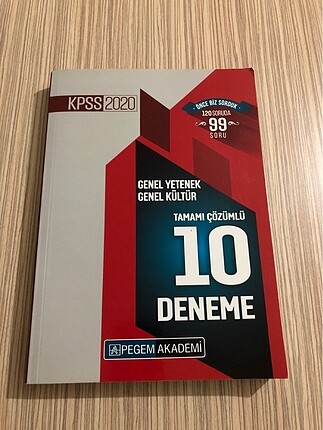 KPSS 2020
ÖNCE BİZ SORDUK
120 SORUDA
99
SORU
GENEL YETENEK
GENEL KÜLTÜR
TAMAMI ÇÖZÜMLÜ
10
DENEME
PEGEM AKADEMİ